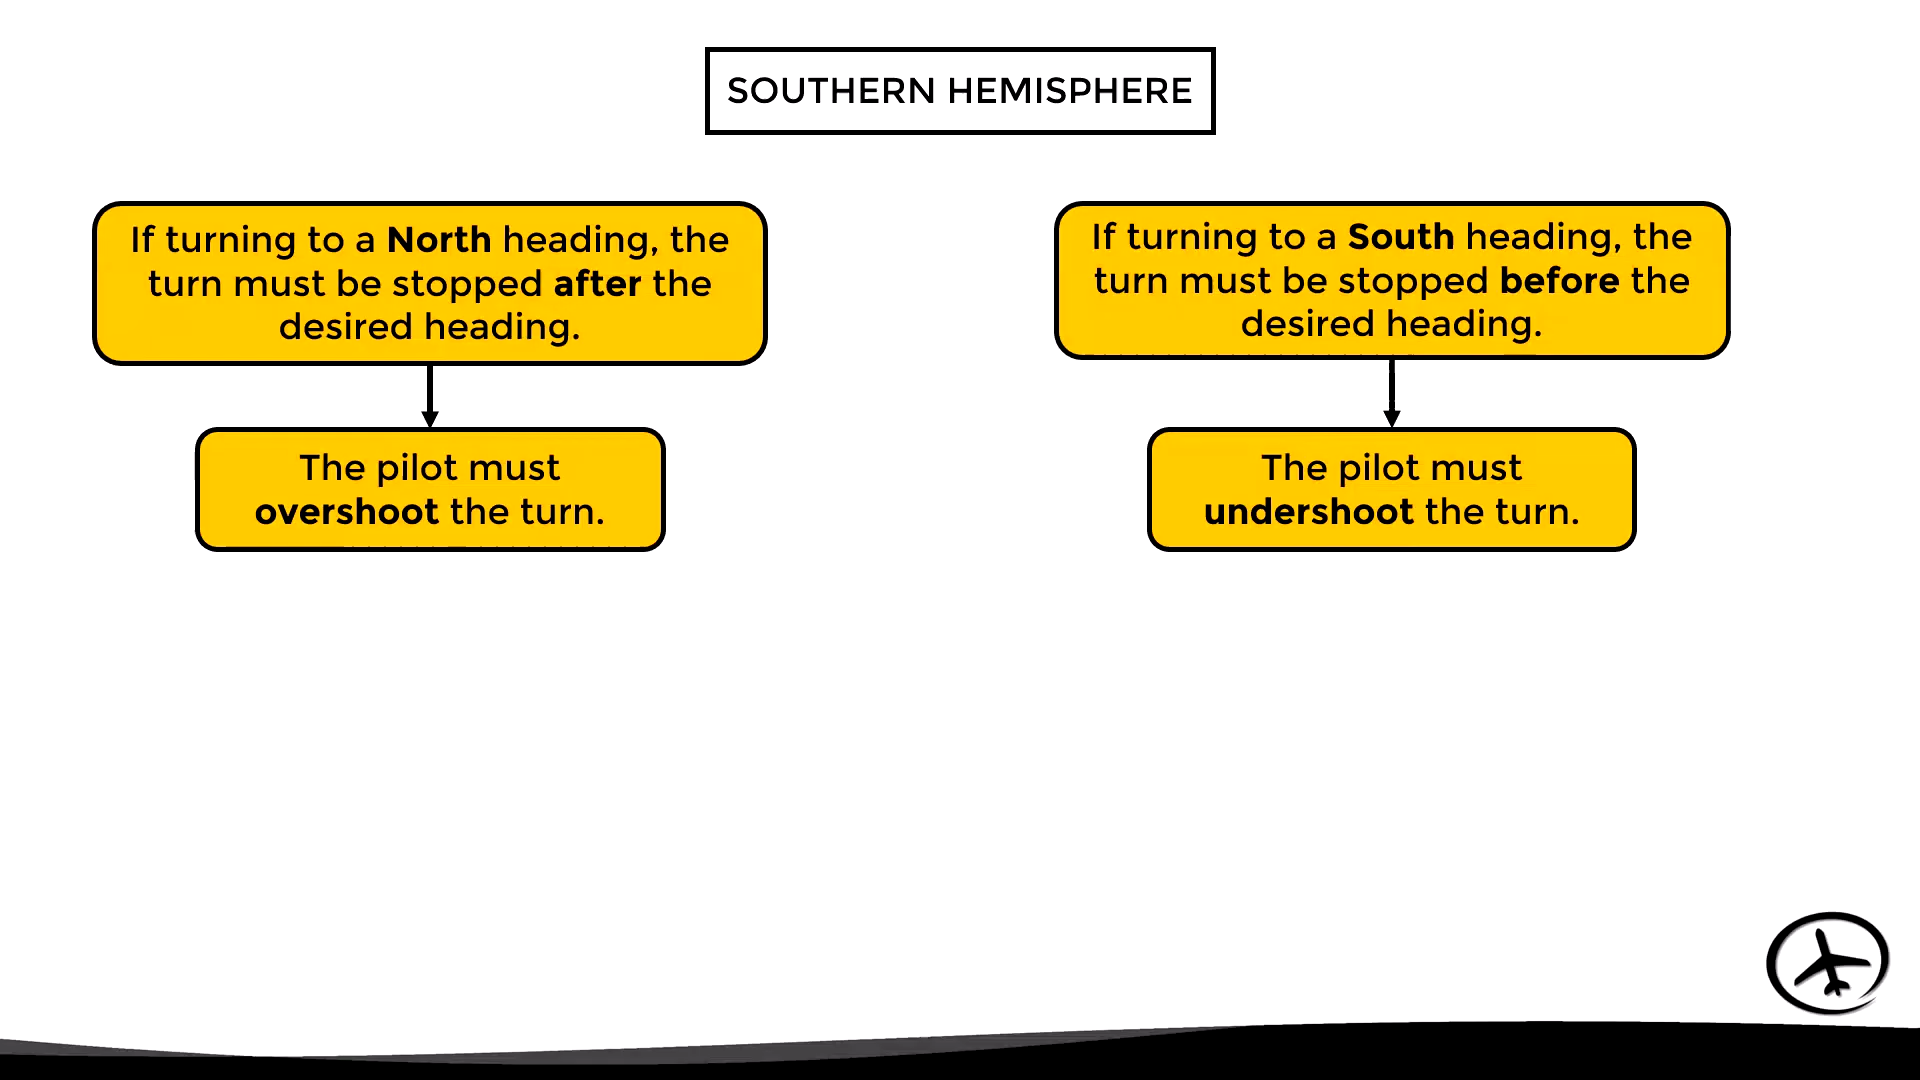 SOUTHERN HEMISPHERE
If turning to a North heading, the
turn must be stopped after the
desired heading.
The pilot must
overshoot the turn.
If turning to a South heading, the
turn must be stopped before the
desired heading.
The pilot must
undershoot the turn.